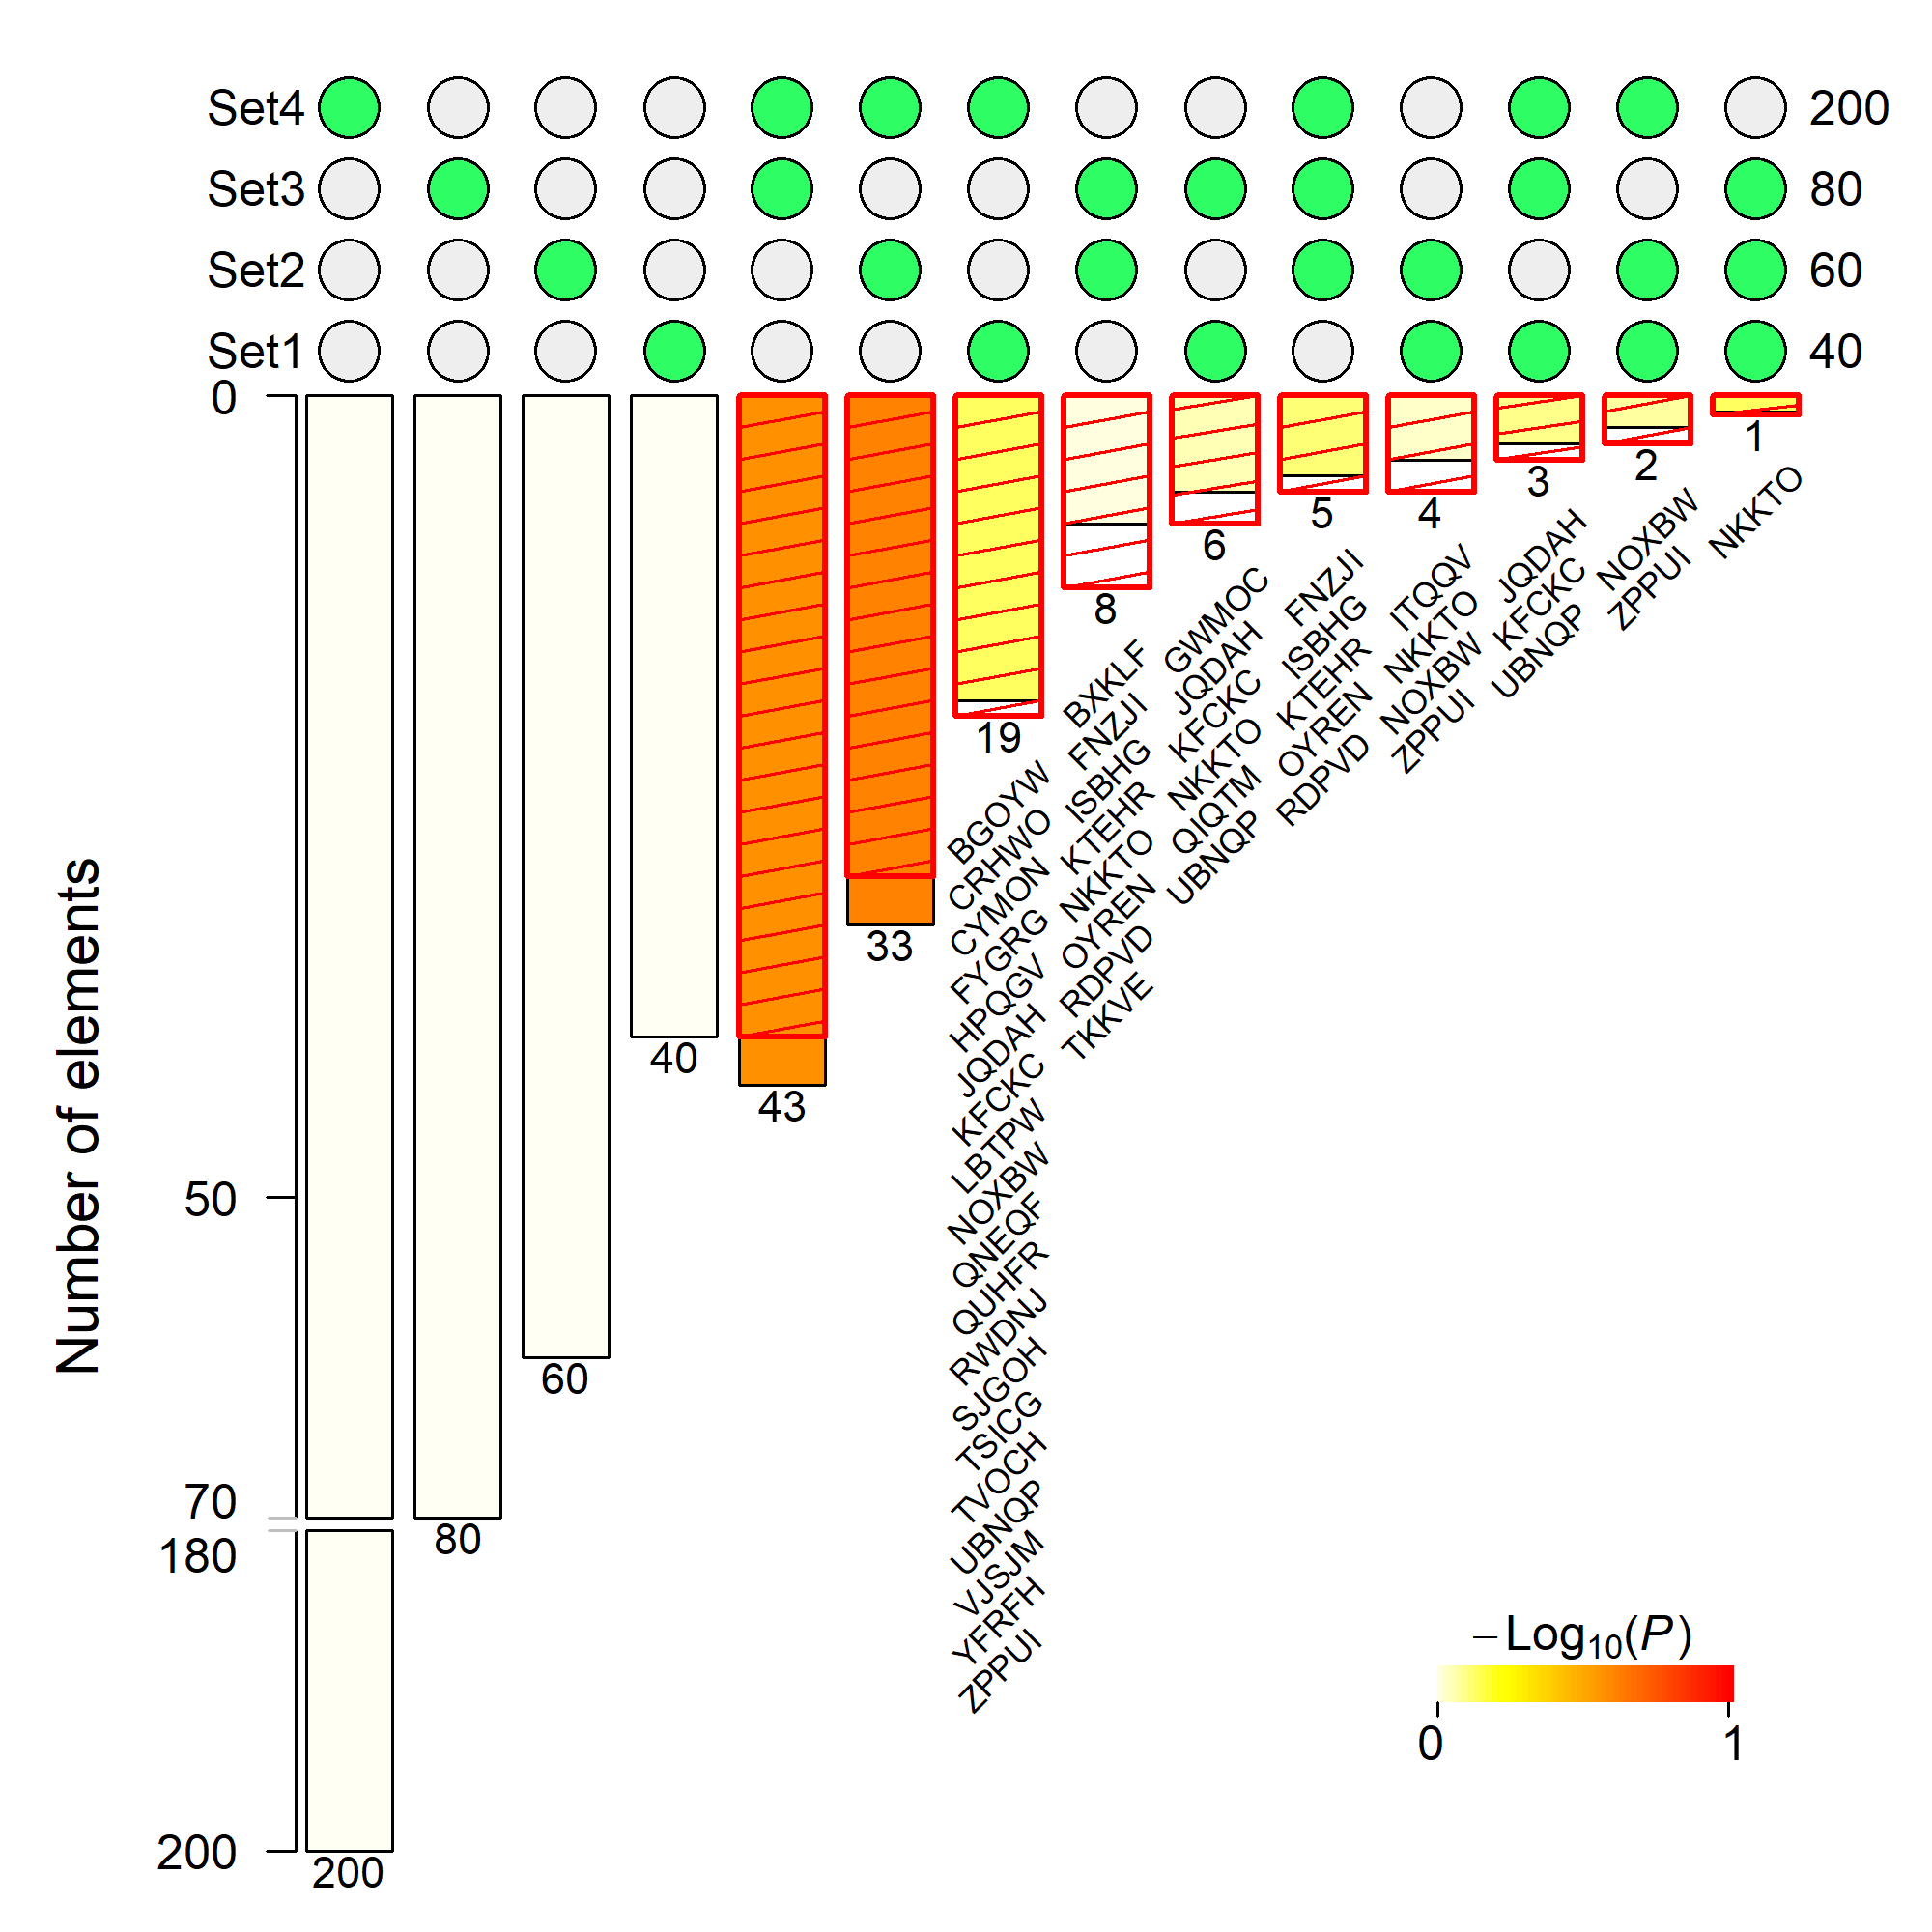 Set4 200
Set3 80
Set2 60
Set1 40
Number of elements
0
50
70
180
200
200
80
60
40
43
33
19
8
6
5
4
3
2
1
BGOYW
CRHWO
CYMON
FYGRG
HPQGV
JQDAH
KFCKC
LBTPW
NOXBW
QNEQF
QUHFR
RWDNJ
SJGOH
TSICG
TVOCH
UBNQP
VJSJM
YFRFH
ZPPUI
BXKLF
FNZJI
ISBHG
KTEHR
NKKTO
OYREN
RDPVD
TKKVE
GWMOC
JQDAH
KFCKC
NKKTO
QIQTM
UBNQP
FNZJI
ISBHG
KTEHR
OYREN
RDPVD
ITQQV
NKKTO
NOXBW
ZPPUI
JQDAH
KFCKC
UBNQP
NOXBW
ZPPUI
NKKTO
−Log10(P)
0 1